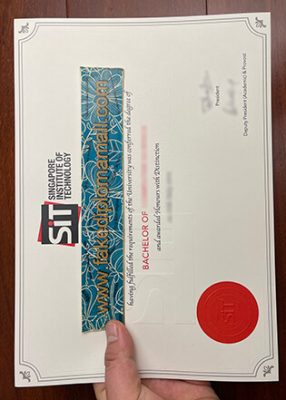 SiT
SINGAPORE
INSTITUTE OF
TECHNOLOGY
www.fakediplomamall.com
having fulfilled the requirements of the University was conferred the degree of
BACHELOR OF
and awarded Honours with Distinction
President
Deputy President (Academic) & Provost
SiT